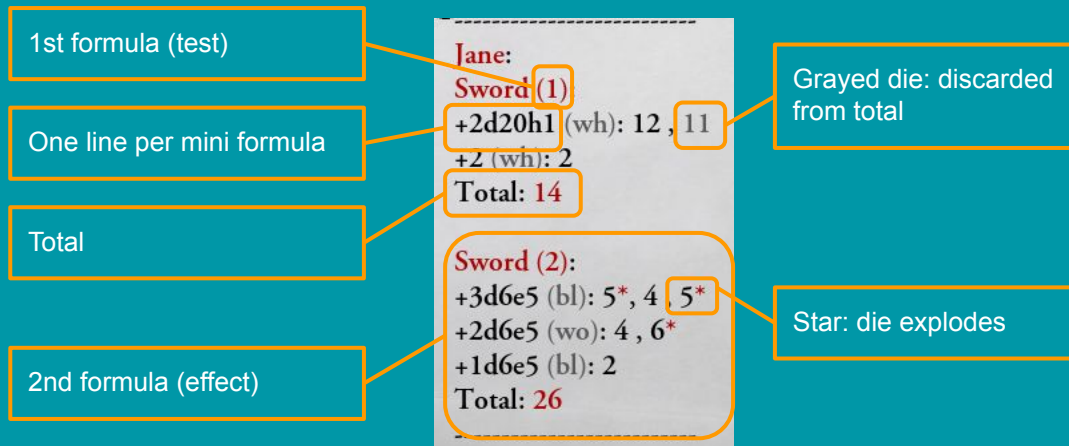 1st formula (test)
One line per mini formula
Total
2nd formula (effect)
---------------------------
Jane:
Sword (1):
+2d20h1 (wh): 12 , 11
+2 (wh): 2
Total: 14
Sword (2):
+3d6e5 (bl): 5*, 4 , 5*
+2d6e5 (wo): 4 , 6*
+1d6e5 (bl): 2
Total: 26
---------------------------
Grayed die: discarded
from total
Star: die explodes